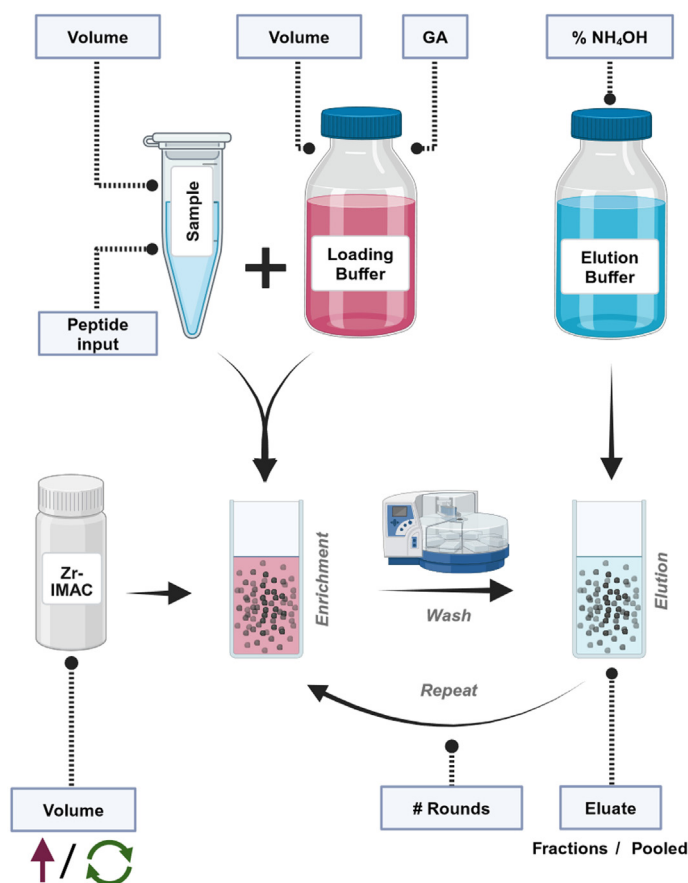 Volume
Volume
GA
% NH₄OH
Sample
+
Loading
Buffer
Elution
Buffer
Peptide
input
Zr-
IMAC
Enrichment
Wash
Elution
Repeat
Volume
# Rounds
Eluate
/
Fractions / Pooled